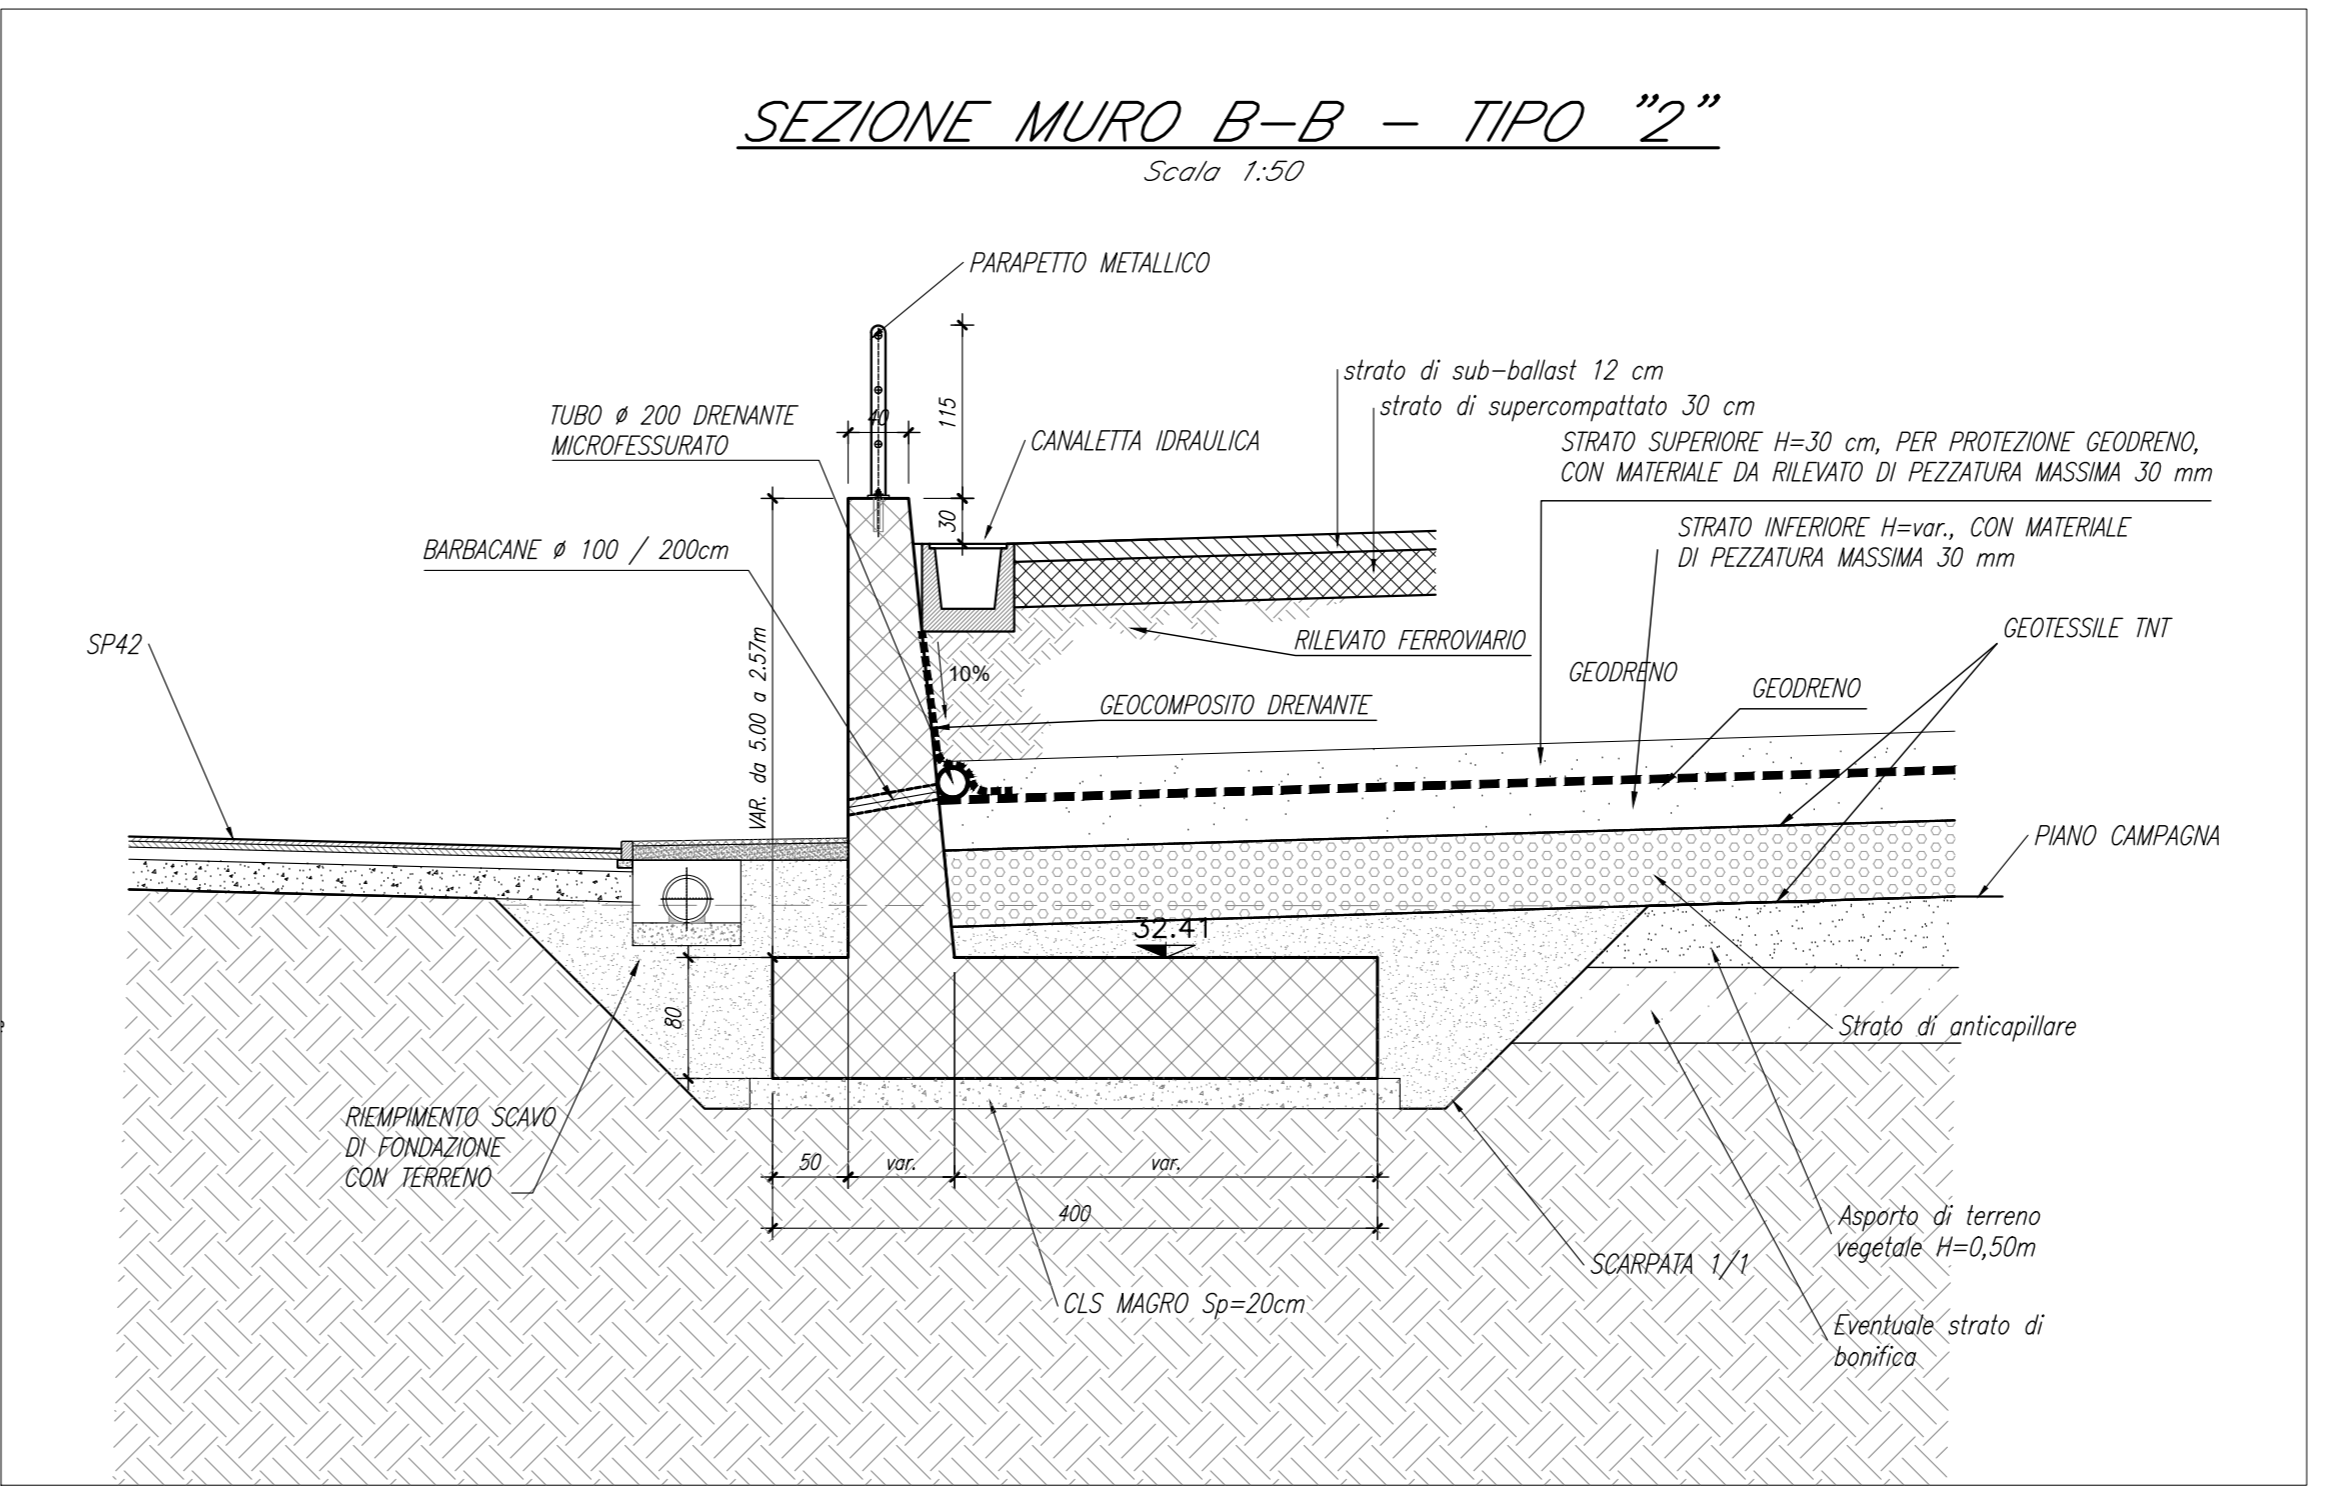 SEZIONE MURO B-B - TIPO "2"
Scala 1:50
PARAPETTO METALLICO
115
40
30
TUBO ø 200 DRENANTE
MICROFESSURATO
CANALETTA IDRAULICA
strato di sub-ballast 12 cm
strato di supercompattato 30 cm
STRATO SUPERIORE H=30 cm, PER PROTEZIONE GEODRENO,
CON MATERIALE DA RILEVATO DI PEZZATURA MASSIMA 30 mm
STRATO INFERIORE H=var., CON MATERIALE
DI PEZZATURA MASSIMA 30 mm
BARBACANE ø 100 / 200cm
SP42
VAR. da 5.00 a 2.57m
RILEVATO FERROVIARIO
GEOTESSILE TNT
10%
GEODRENO
GEODRENO
GEOCOMPOSITO DRENANTE
PIANO CAMPAGNA
32.41
80
Strato di anticapillare
RIEMPIMENTO SCAVO
DI FONDAZIONE
CON TERRENO
50
var.
var.
400
Asporto di terreno
vegetale H=0,50m
SCARPATA 1/1
CLS MAGRO Sp=20cm
Eventuale strato di
bonifica